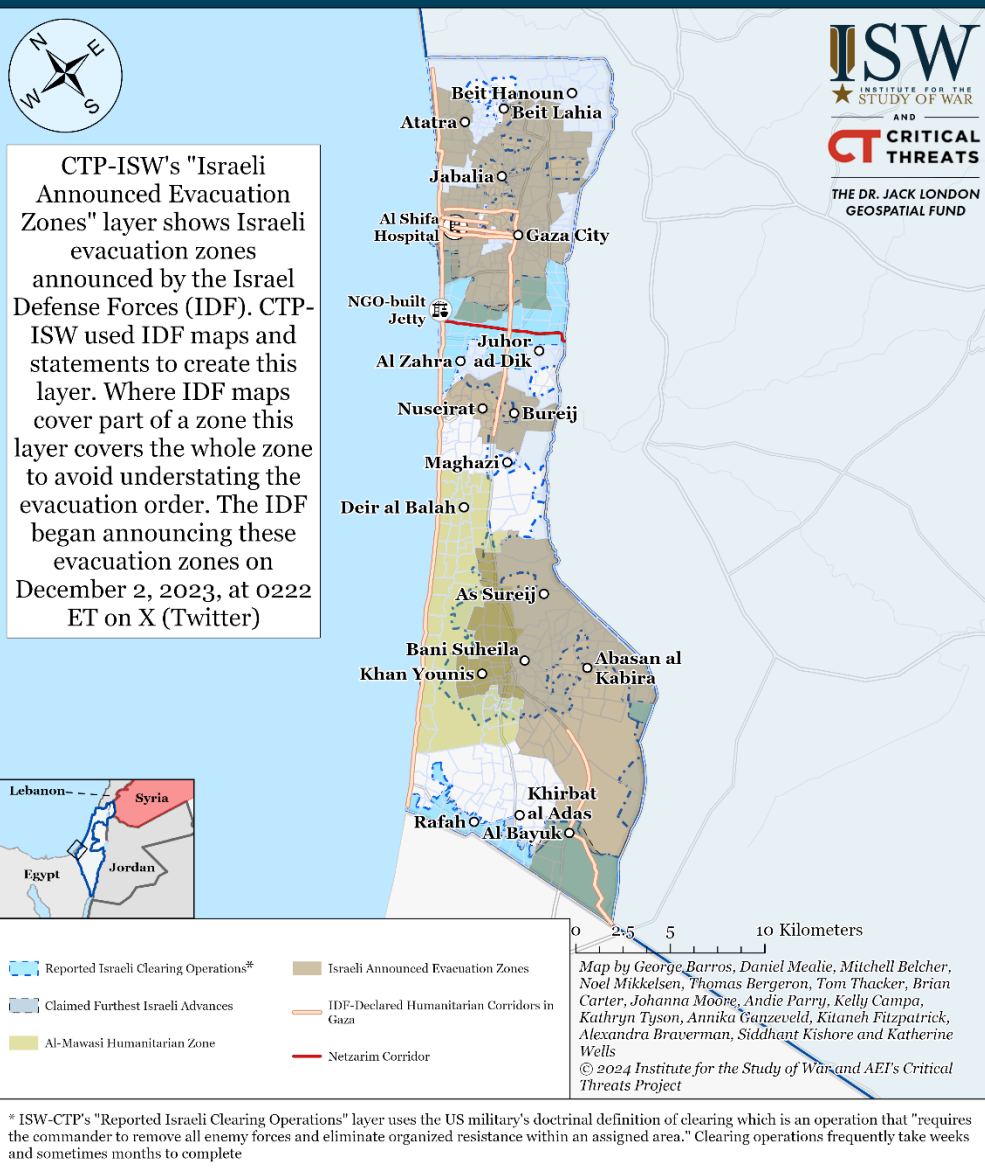 N
E
W
S
ISW
INSTITUTE FOR THE
STUDY OF WAR
AND
CT CRITICAL
THREATS
THE DR. JACK LONDON
GEOSPATIAL FUND
CTP-ISW's "Israeli
Announced Evacuation
Zones" layer shows Israeli
evacuation zones
announced by the Israel
Defense Forces (IDF). CTP-
ISW used IDF maps and
statements to create this
layer. Where IDF maps
cover part of a zone this
layer covers the whole zone
to avoid understating the
evacuation order. The IDF
began announcing these
evacuation zones on
December 2, 2023, at 0222
ET on X (Twitter)
Beit Hanoun
Beit Lahia
Atatra
Jabalia
Al Shifa
Hospital
Gaza City
NGO-built
Jetty
Juhor
ad Dik
Al Zahra
Nuseirat
Bureij
Maghazi
Deir al Balah
As Sureij
Bani Suheila
Abasan al
Kabira
Khan Younis
Khirbat
al Adas
Rafah
Al Bayuk
Lebanon
Syria
Egypt
Jordan
0 2.5 5 10 Kilometers
Reported Israeli Clearing Operations*
Claimed Furthest Israeli Advances
Al-Mawasi Humanitarian Zone
Israeli Announced Evacuation Zones
IDF-Declared Humanitarian Corridors in
Gaza
Netzarim Corridor
Map by George Barros, Daniel Mealie, Mitchell Belcher,
Noel Mikkelsen, Thomas Bergeron, Tom Thacker, Brian
Carter, Johanna Moore, Andie Parry, Kelly Campa,
Kathryn Tyson, Annika Ganzeveld, Kitaneh Fitzpatrick,
Alexandra Braverman, Siddhant Kishore and Katherine
Wells
© 2024 Institute for the Study of War and AEI's Critical
Threats Project
* ISW-CTP's "Reported Israeli Clearing Operations" layer uses the US military's doctrinal definition of clearing which is an operation that "requires
the commander to remove all enemy forces and eliminate organized resistance within an assigned area." Clearing operations frequently take weeks
and sometimes months to complete